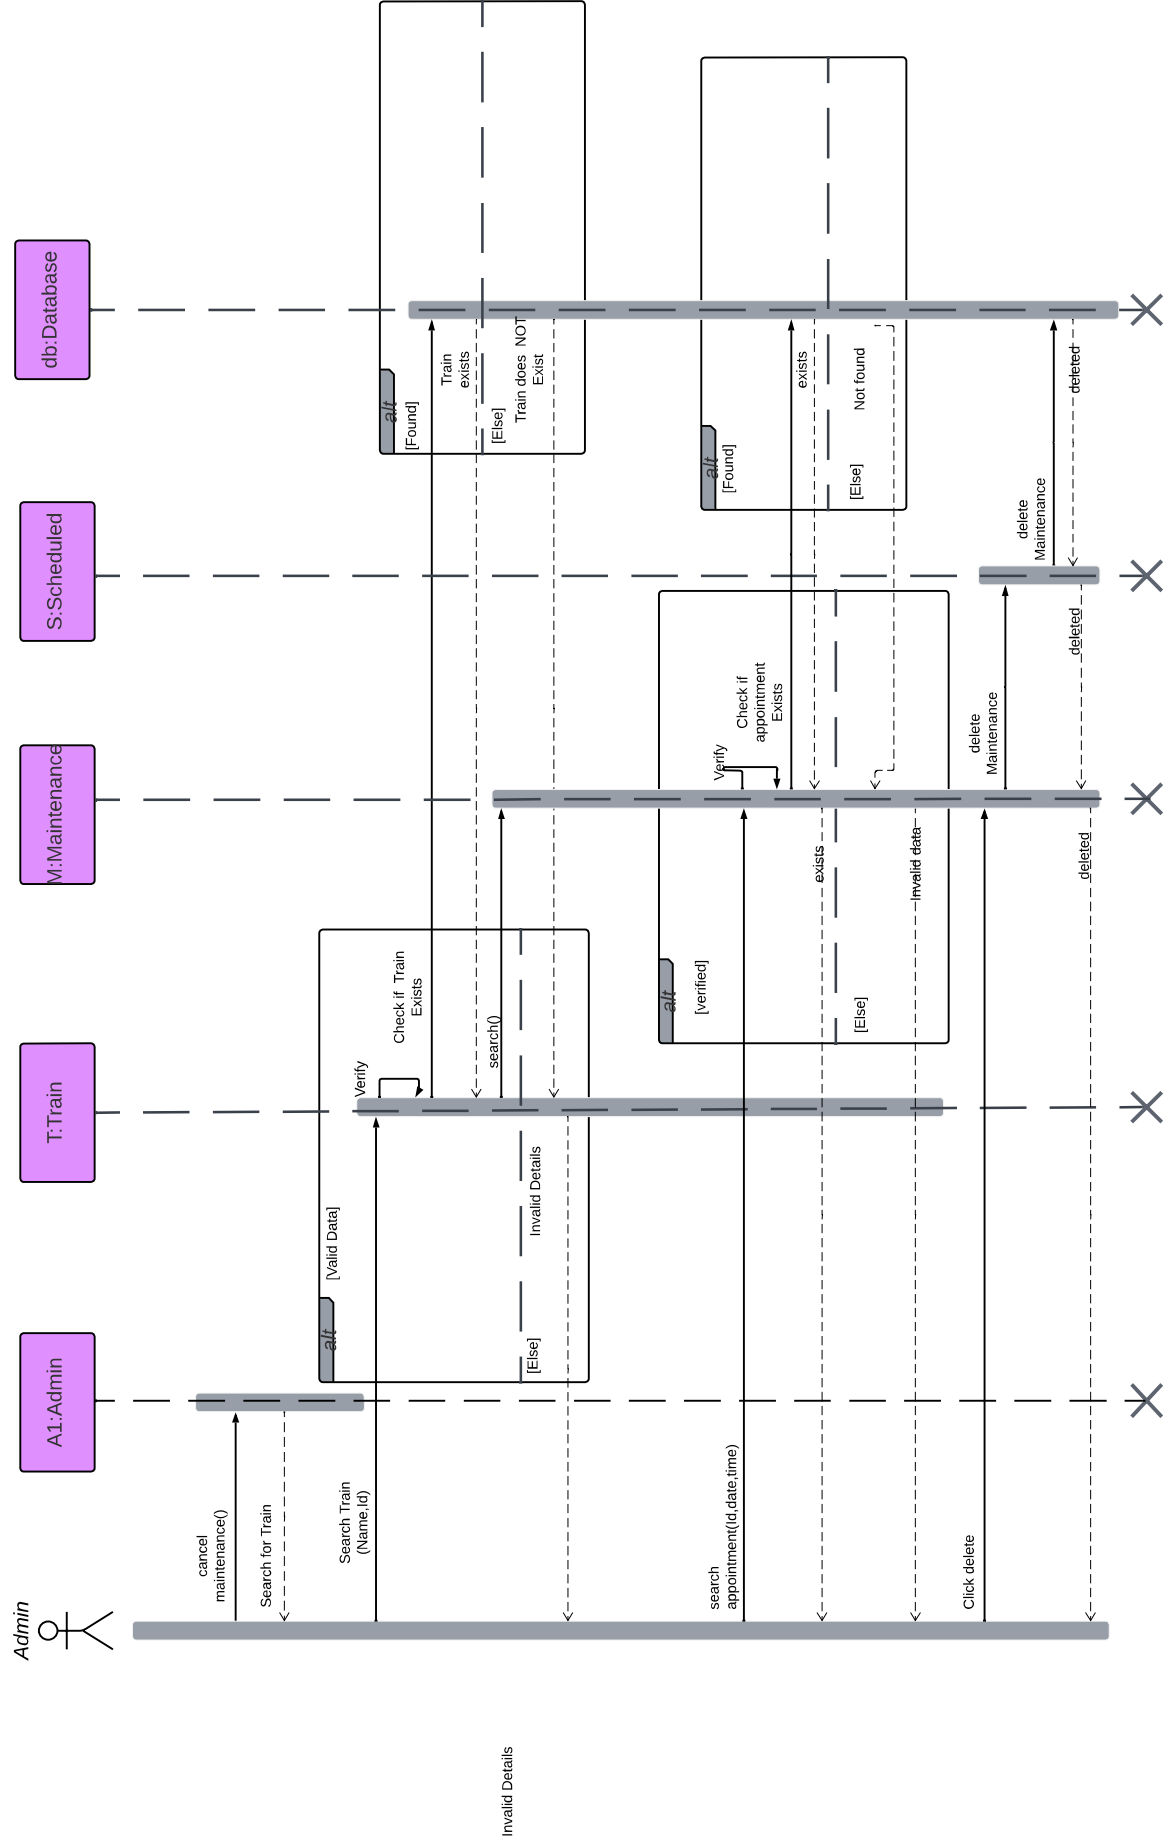 Admin
A1:Admin
T:Train
M:Maintenance
S:Scheduled
db:Database
cancel
maintenance()
Search for Train
alt
[Valid Data]
Search Train
(Name,Id)
Verify
Check if  Train
Exists
alt
[Found]
Train
exists
search()
[Else]
Train does  NOT
Exist
[Else]
Invalid Details
Invalid Details
alt
[verified]
search
appointment(Id,date,time)
Verify
Check if
appointment
Exists
alt
[Found]
exists
exists
[Else]
Not found
[Else]
Invalid data
Click delete
delete
Maintenance
delete
Maintenance
deleted
deleted
deleted